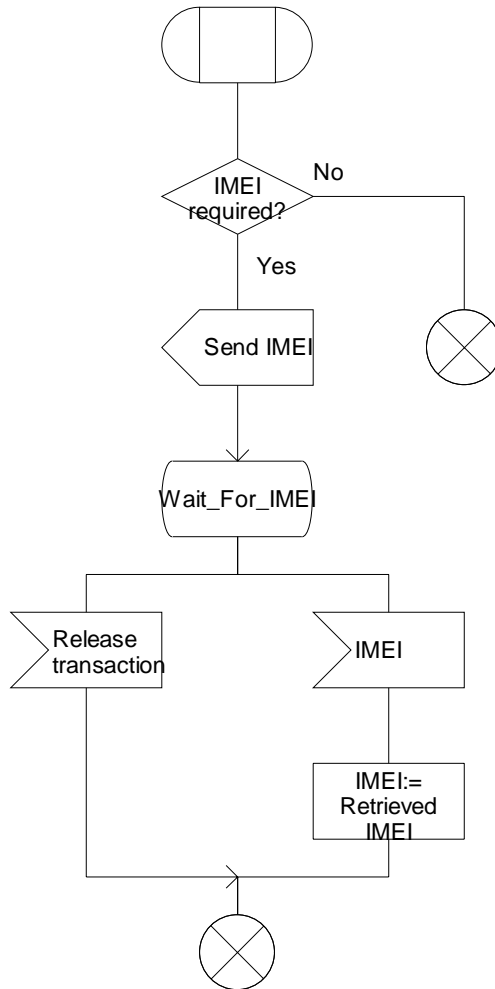 No
IMEI
required?
Yes
Send IMEI
Wait_For_IMEI
Release
transaction
IMEI
IMEI:=
Retrieved
IMEI